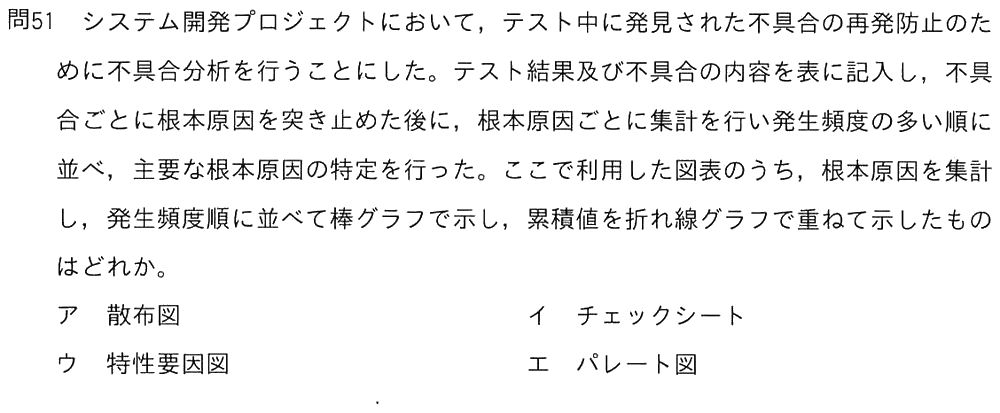 問51 システム開発プロジェクトにおいて，テスト中に発見された不具合の再発防止のた
めに不具合分析を行うことにした。テスト結果及び不具合の内容を表に記入し，不具
合ごとに根本原因を突き止めた後に，根本原因ごとに集計を行い発生頻度の多い順に
並べ，主要な根本原因の特定を行った。ここで利用した図表のうち，根本原因を集計
し，発生頻度順に並べて棒グラフで示し，累積値を折れ線グラフで重ねて示したもの
はどれか。
ア 散布図 イ チェックシート
ウ 特性要因図 エ パレート図